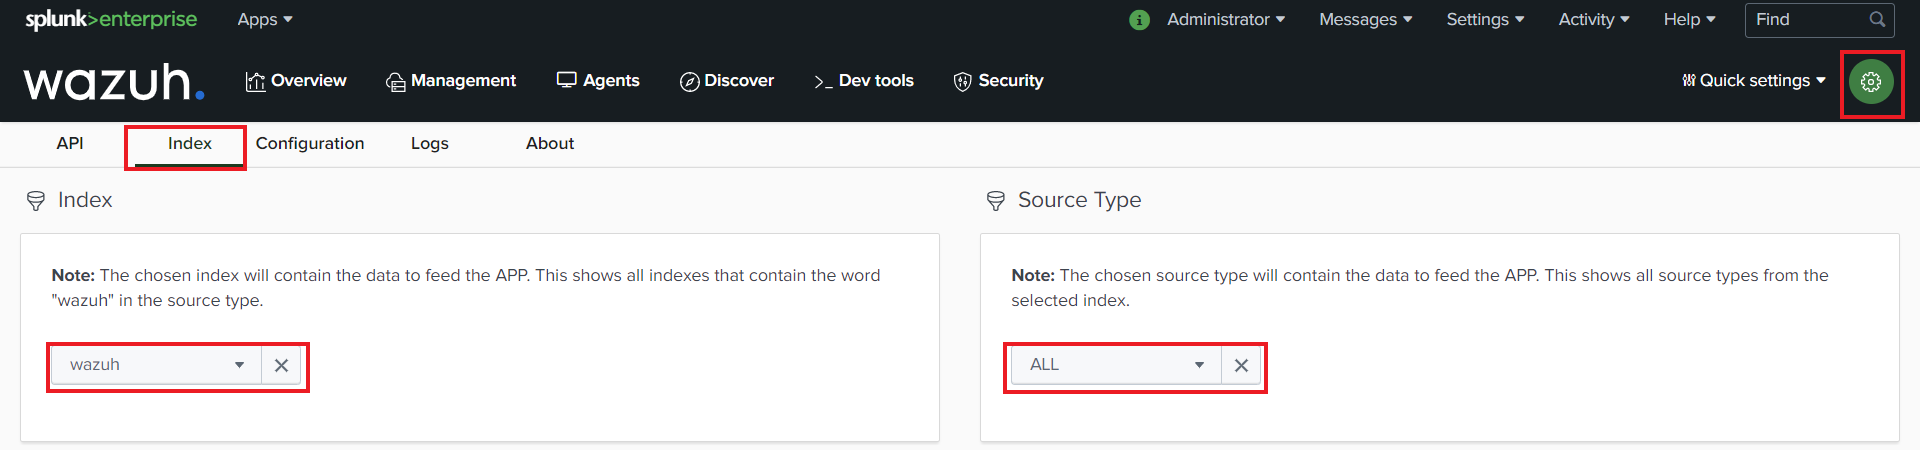 splunk>enterprise Apps Administrator Messages Settings Activity Help Find
wazuh. Overview Management Agents Discover Dev tools Security Quick settings
API Index Configuration Logs About
Index
Note: The chosen index will contain the data to feed the APP. This shows all indexes that contain the word
"wazuh" in the source type.
wazuh
Source Type
Note: The chosen source type will contain the data to feed the APP. This shows all source types from the
selected index.
ALL